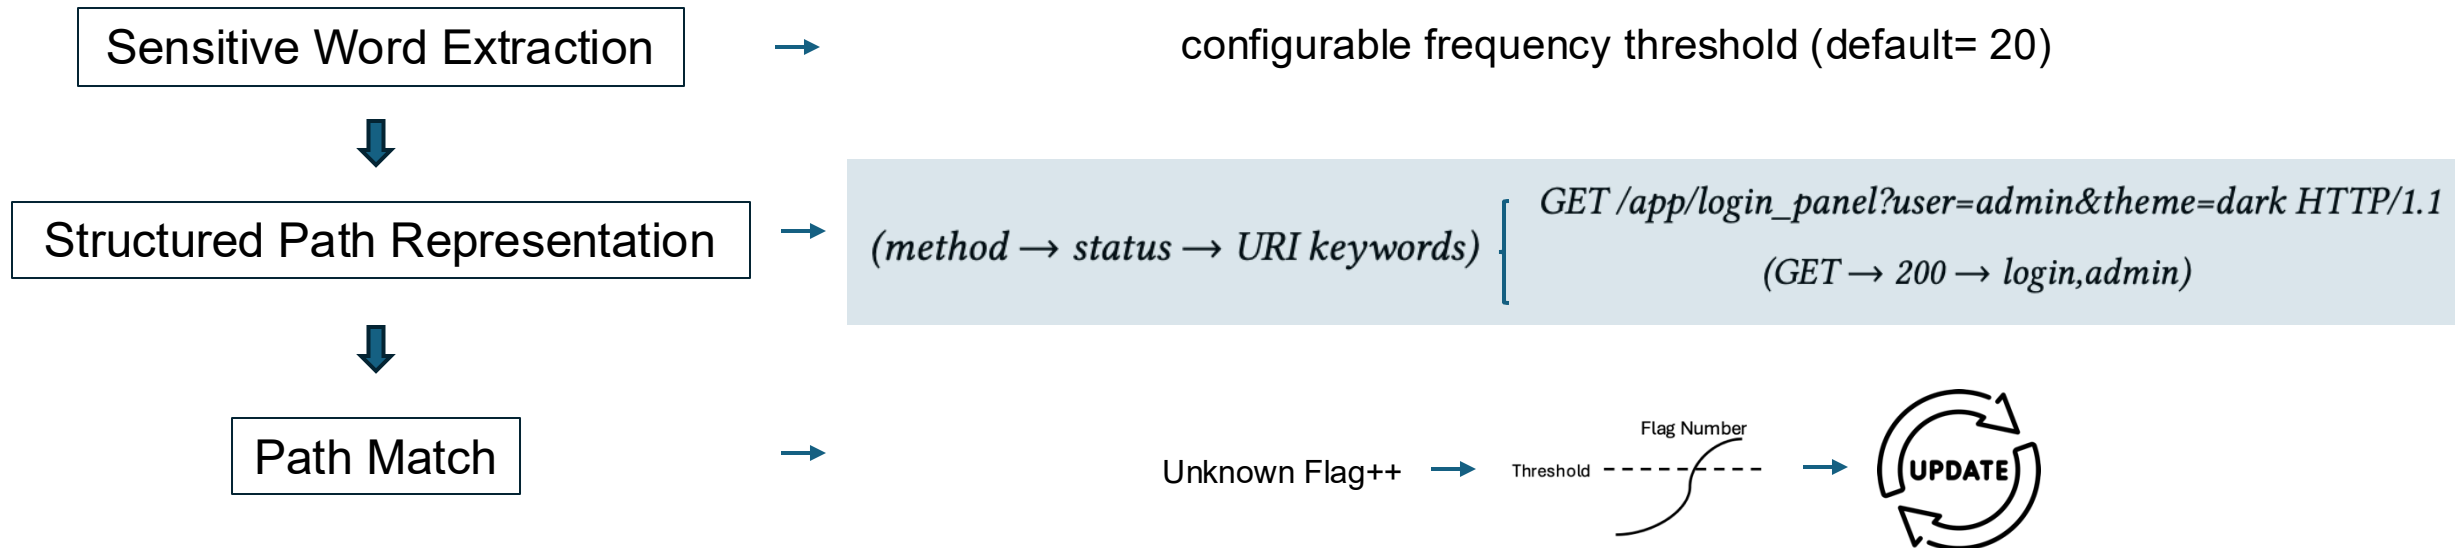 Sensitive Word Extraction
configurable frequency threshold (default= 20)
Structured Path Representation
(method → status → URI keywords)
GET /app/login_panel?user=admin&theme=dark HTTP/1.1
(GET → 200 → login,admin)
Path Match
Unknown Flag++
Flag Number
Threshold
UPDATE